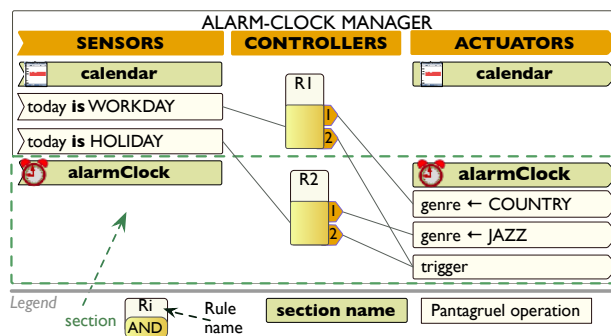 ALARM-CLOCK MANAGER
SENSORS
CONTROLLERS
ACTUATORS
calendar
today is WORKDAY
today is HOLIDAY
alarmClock
R1
1
2
R2
1
2
calendar
alarmClock
genre ← COUNTRY
genre ← JAZZ
trigger
Legend
section
Ri
AND
Rule
name
section name
Pantagruel operation